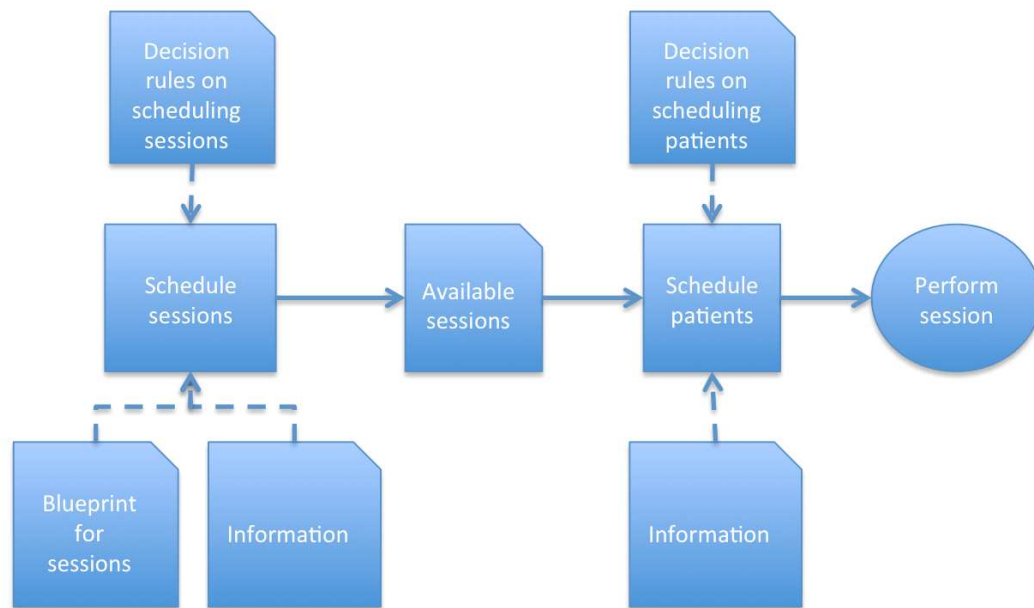 Decision
rules on
scheduling
sessions
Decision
rules on
scheduling
patients
Schedule
sessions
Available
sessions
Schedule
patients
Perform
session
Blueprint
for
sessions
Information
Information